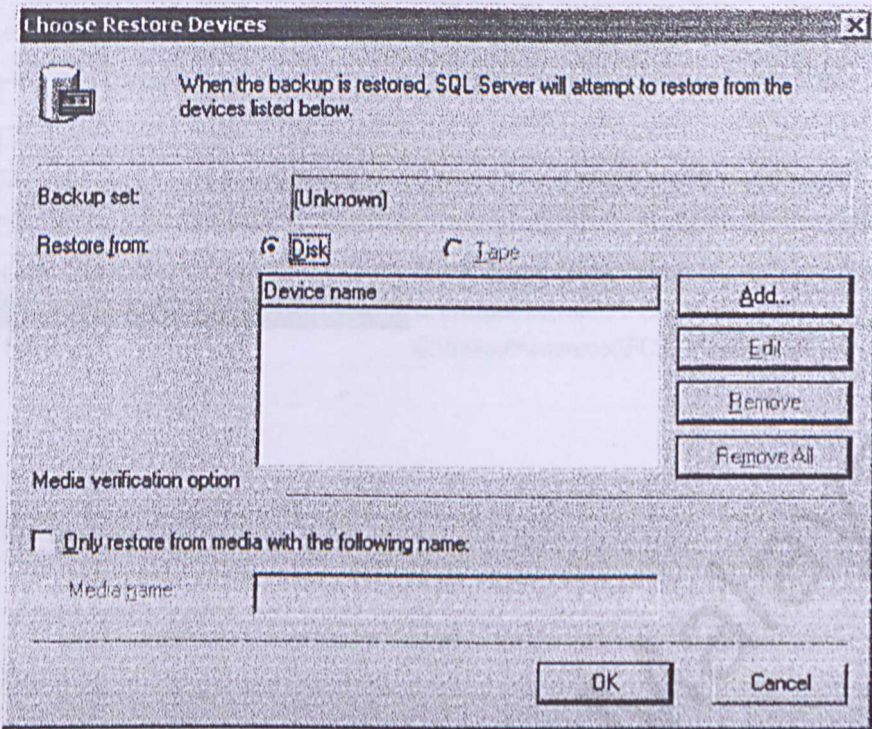 Choose Restore Devices
When the backup is restored, SQL Server will attempt to restore from the
devices listed below.
Backup set: (Unknown)
Restore from: Disk Tape
Device name
Add...
Edit
Remove
Remove All
Media verification option
Only restore from media with the following name:
Media name:
OK Cancel